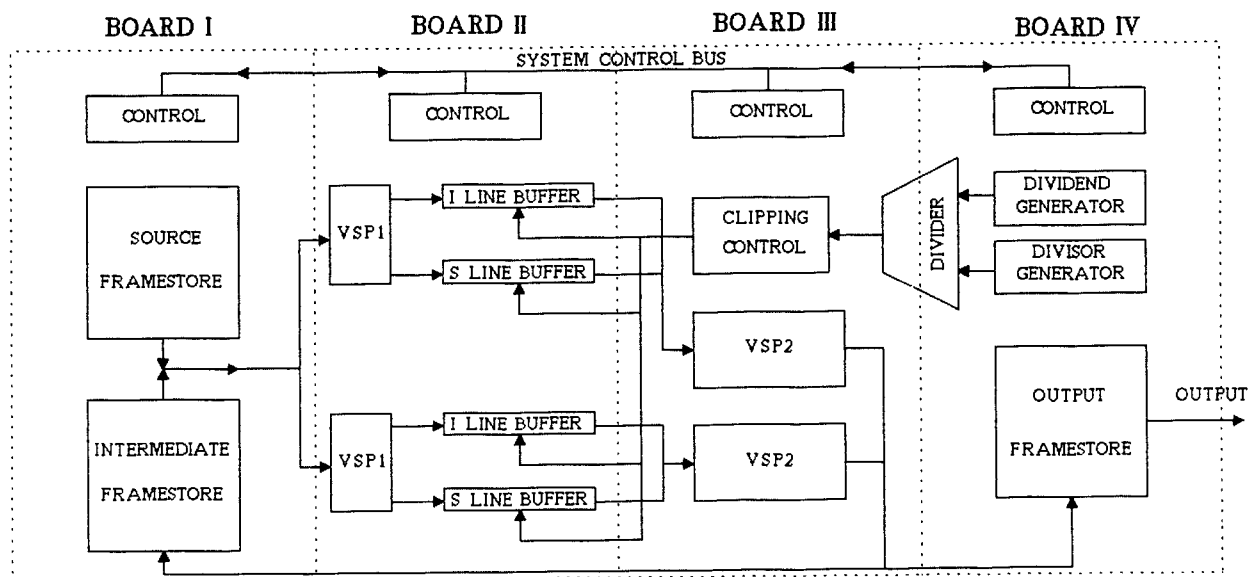 BOARD I
BOARD II
BOARD III
BOARD IV
SYSTEM CONTROL BUS
CONTROL
CONTROL
CONTROL
CONTROL
SOURCE
FRAMESTORE
VSP1
I LINE BUFFER
S LINE BUFFER
CLIPPING
CONTROL
DIVIDER
DIVIDEND
GENERATOR
DIVISOR
GENERATOR
VSP2
INTERMEDIATE
FRAMESTORE
VSP1
I LINE BUFFER
S LINE BUFFER
VSP2
OUTPUT
FRAMESTORE
OUTPUT